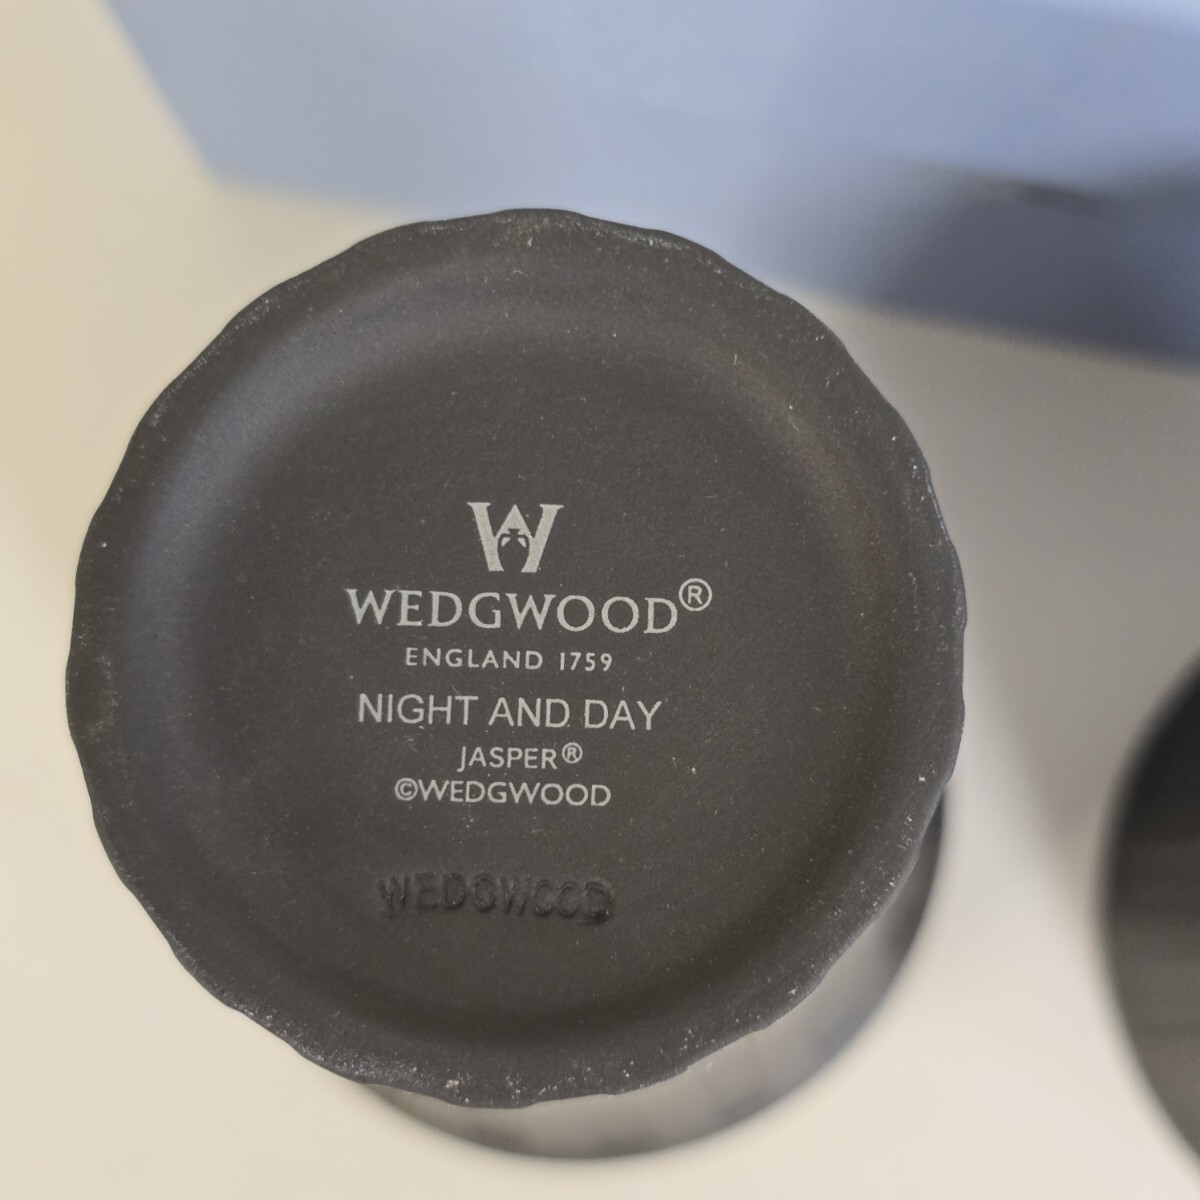 W
WEDGWOOD®
ENGLAND 1759
NIGHT AND DAY
JASPER®
©WEDGWOOD
WEDGWOOD